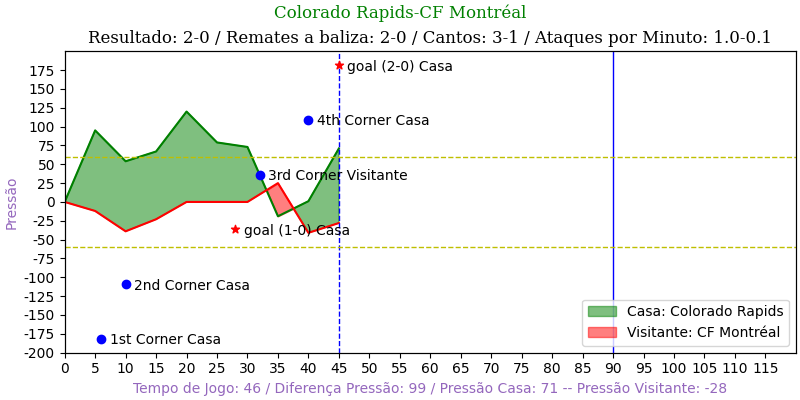 Colorado Rapids-CF Montréal
Resultado: 2-0 / Remates a baliza: 2-0 / Cantos: 3-1 / Ataques por Minuto: 1.0-0.1
Pressão
175
150
125
100
75
50
25
0
-25
-50
-75
-100
-125
-150
-175
-200
goal (2-0) Casa
4th Corner Casa
3rd Corner Visitante
goal (1-0) Casa
2nd Corner Casa
1st Corner Casa
Casa: Colorado Rapids
Visitante: CF Montréal
0 5 10 15 20 25 30 35 40 45 50 55 60 65 70 75 80 85 90 95 100 105 110 115
Tempo de Jogo: 46 / Diferença Pressão: 99 / Pressão Casa: 71 -- Pressão Visitante: -28